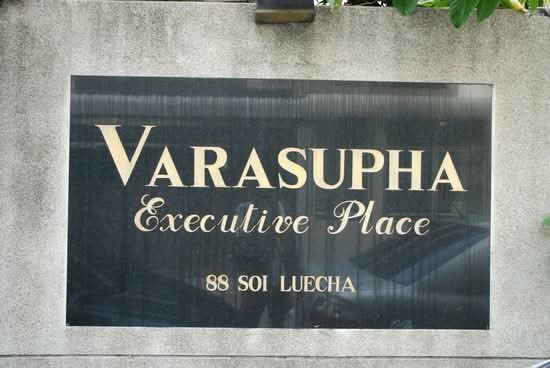 VARASUPHA
Executive Place
88 SOI LUECHA